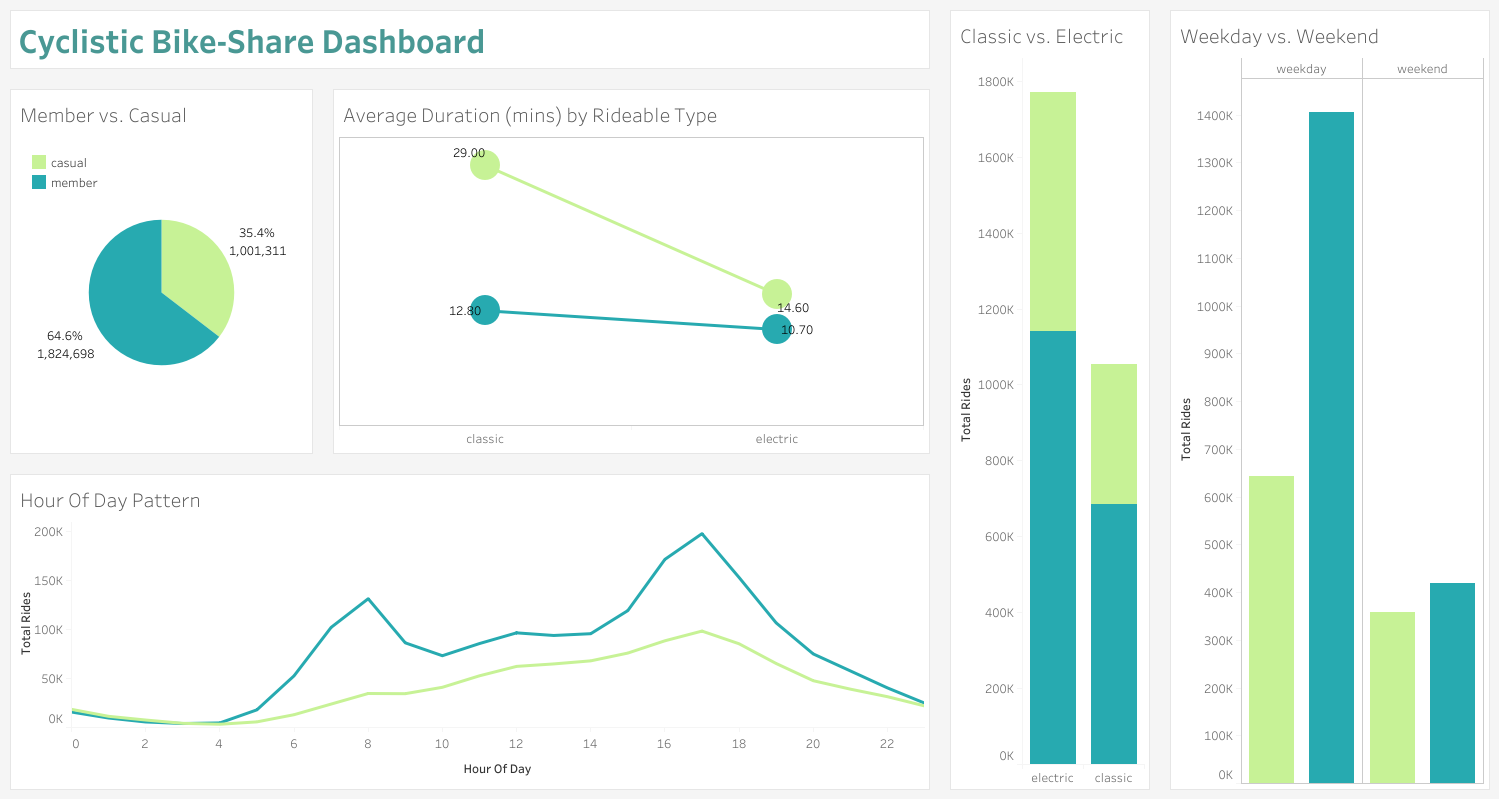 Cyclistic Bike-Share Dashboard
Member vs. Casual
casual
member
35.4%
1,001,311
64.6%
1,824,698
Average Duration (mins) by Rideable Type
29.00
12.80
14.60
10.70
classic
electric
Hour Of Day Pattern
Total Rides
200K
150K
100K
50K
0K
0
2
4
6
8
10
12
14
16
18
20
22
Hour Of Day
Classic vs. Electric
Total Rides
1800K
1600K
1400K
1200K
1000K
800K
600K
400K
200K
0K
electric
classic
Weekday vs. Weekend
weekday
weekend
Total Rides
1400K
1300K
1200K
1100K
1000K
900K
800K
700K
600K
500K
400K
300K
200K
100K
0K